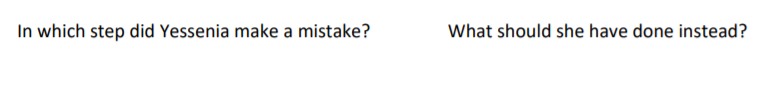 In which step did Yessenia make a mistake?
What should she have done instead?